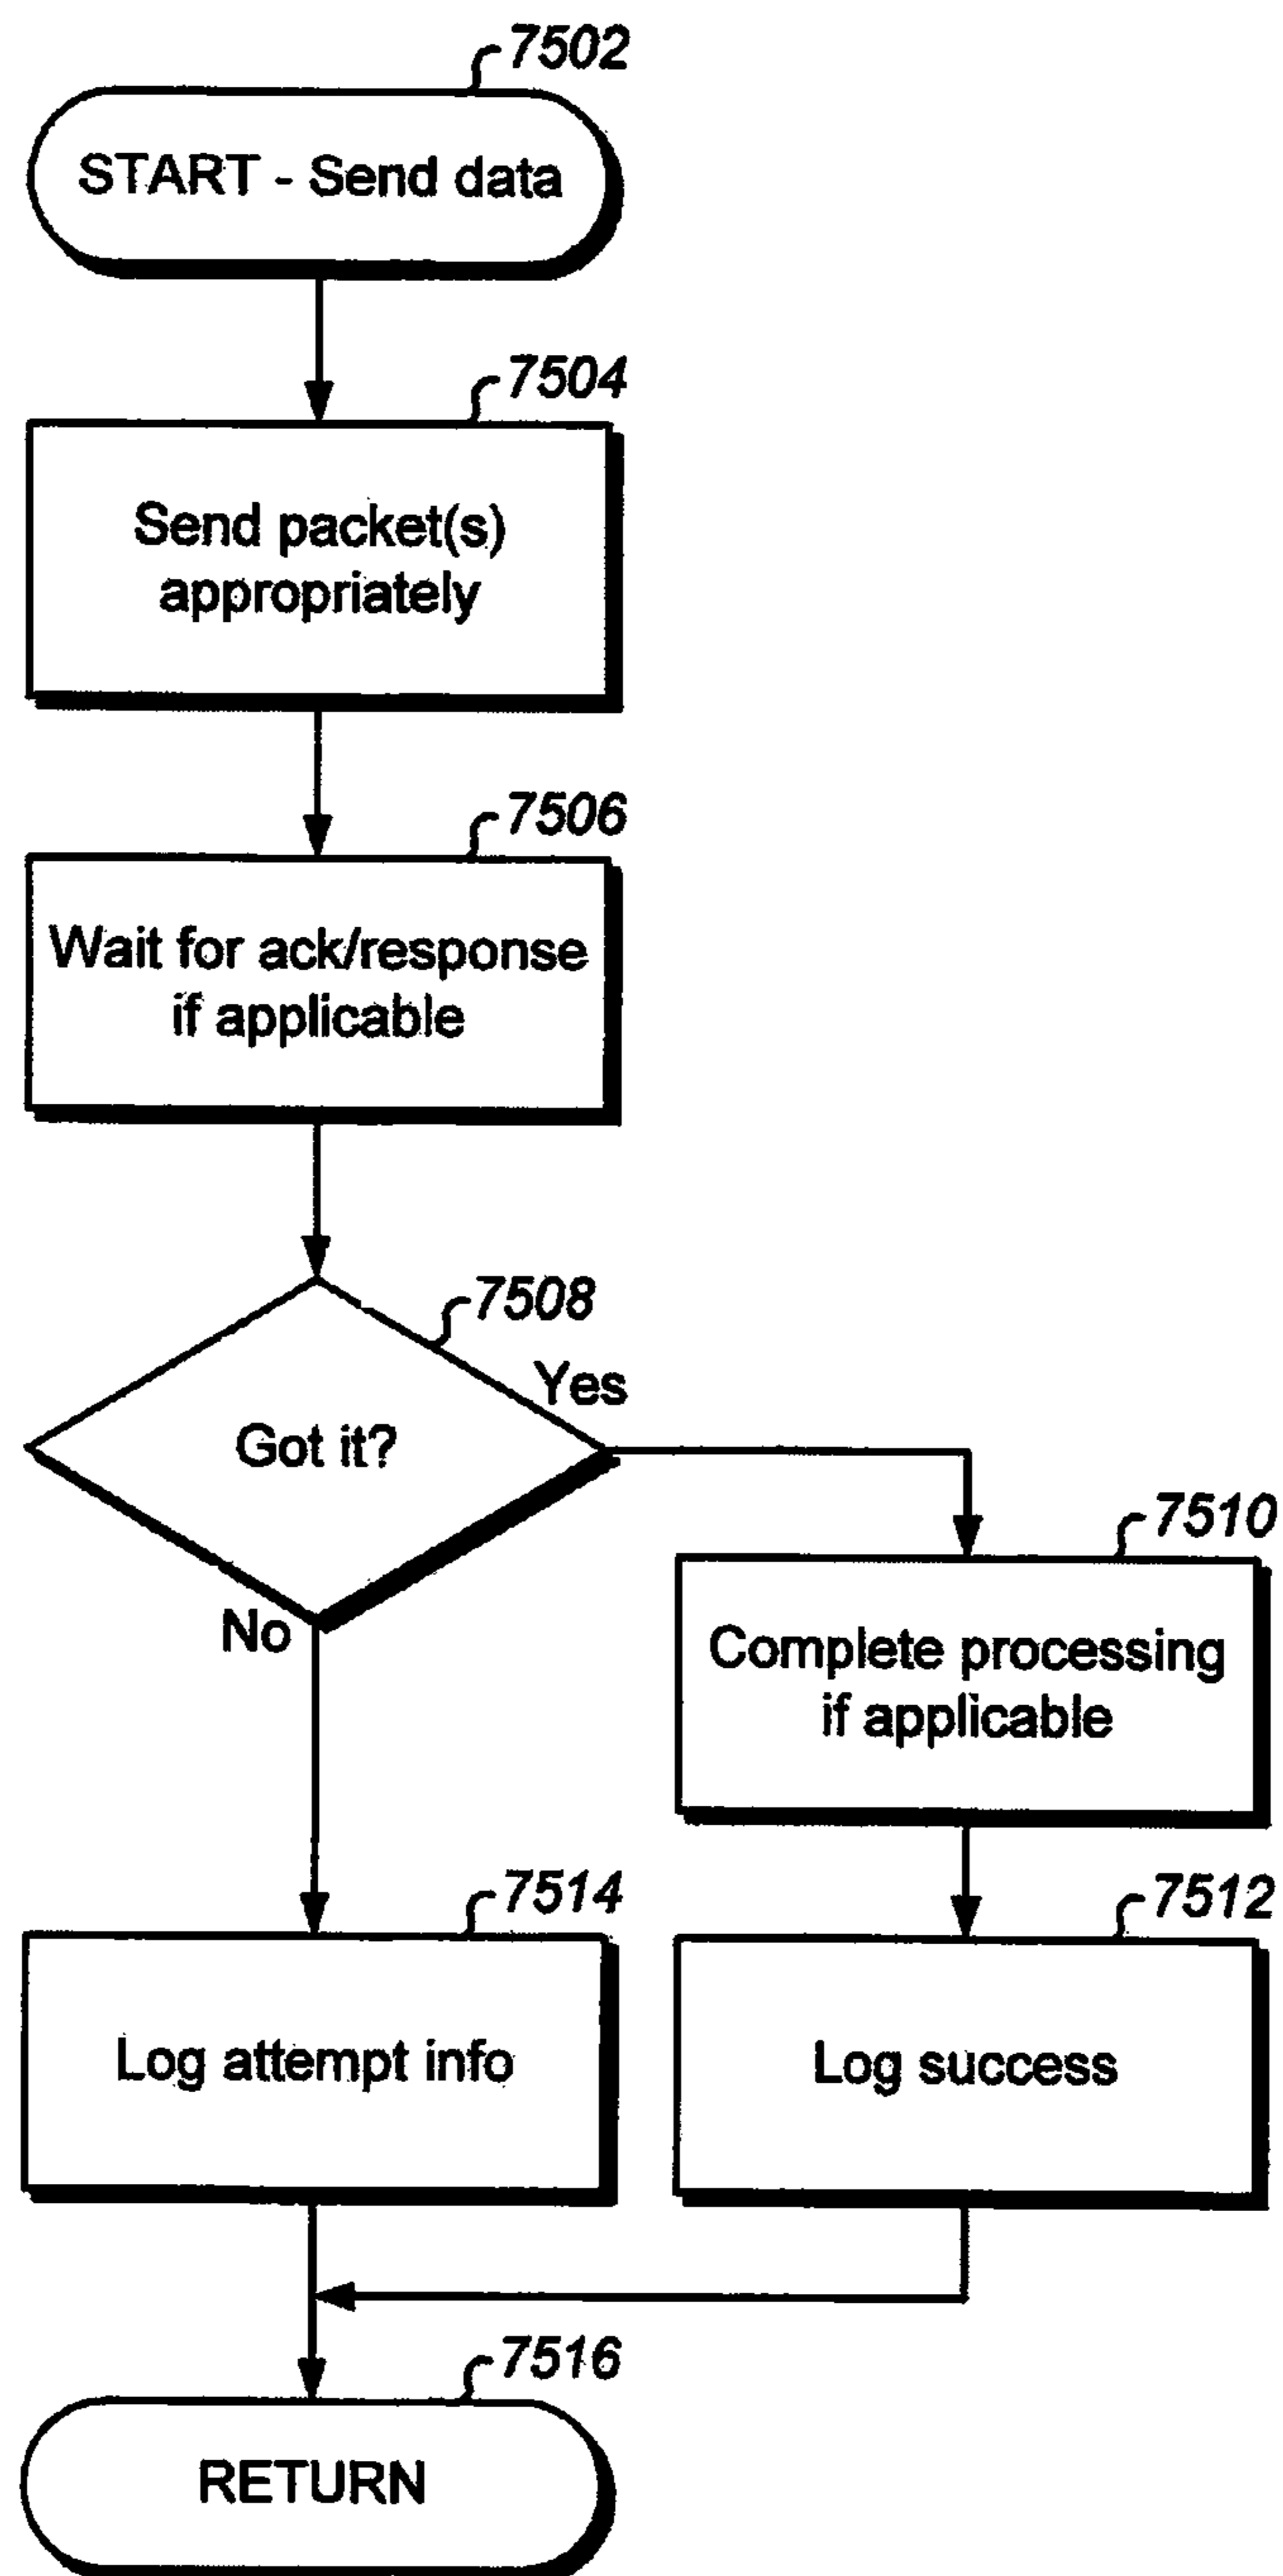 7502
START - Send data
7504
Send packet(s)
appropriately
7506
Wait for ack/response
if applicable
7508
Yes
Got it?
No
7510
Complete processing
if applicable
7514
Log attempt info
7512
Log success
7516
RETURN